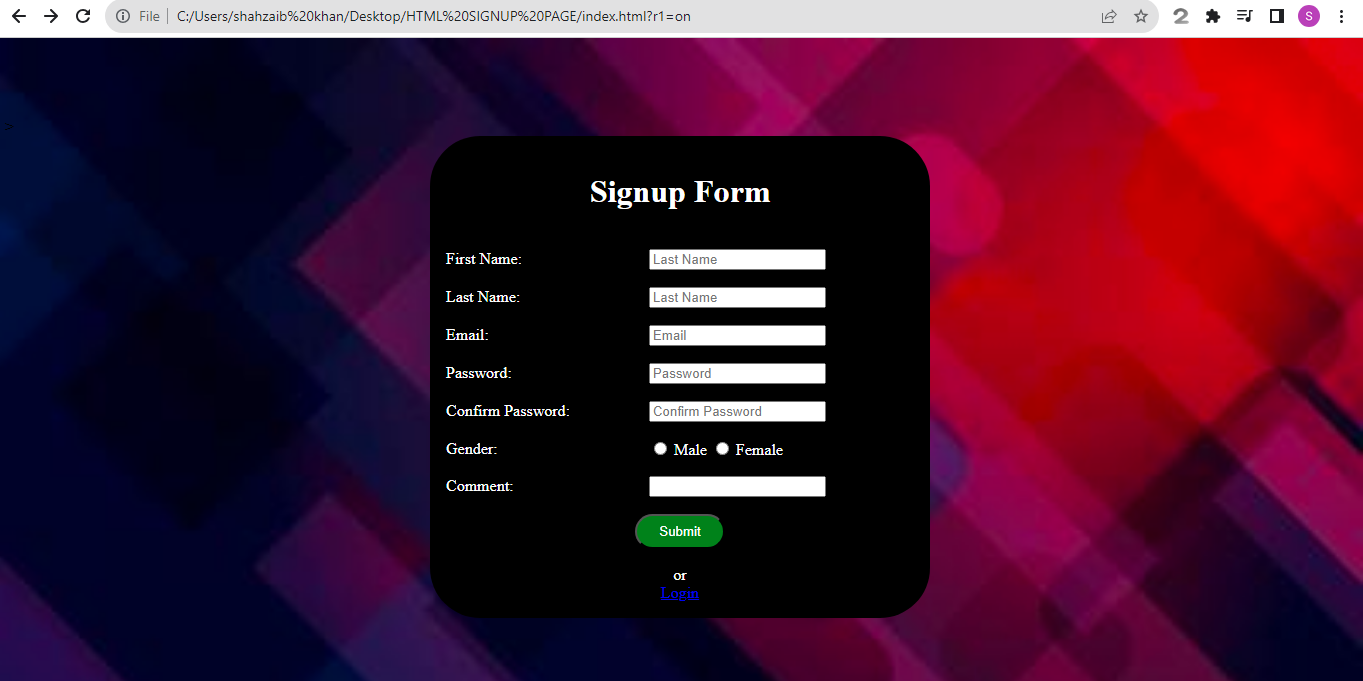 File C:/Users/shahzaib%20khan/Desktop/HTML%20SIGNUP%20PAGE/index.html?r1=on
2 S
>
Signup Form
First Name: Last Name
Last Name: Last Name
Email: Email
Password: Password
Confirm Password: Confirm Password
Gender: Male Female
Comment:
Submit
or
Login